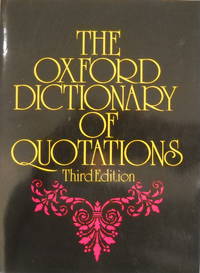 THE
OXFORD
DICTIONARY
OF
QUOTATIONS
Third Edition